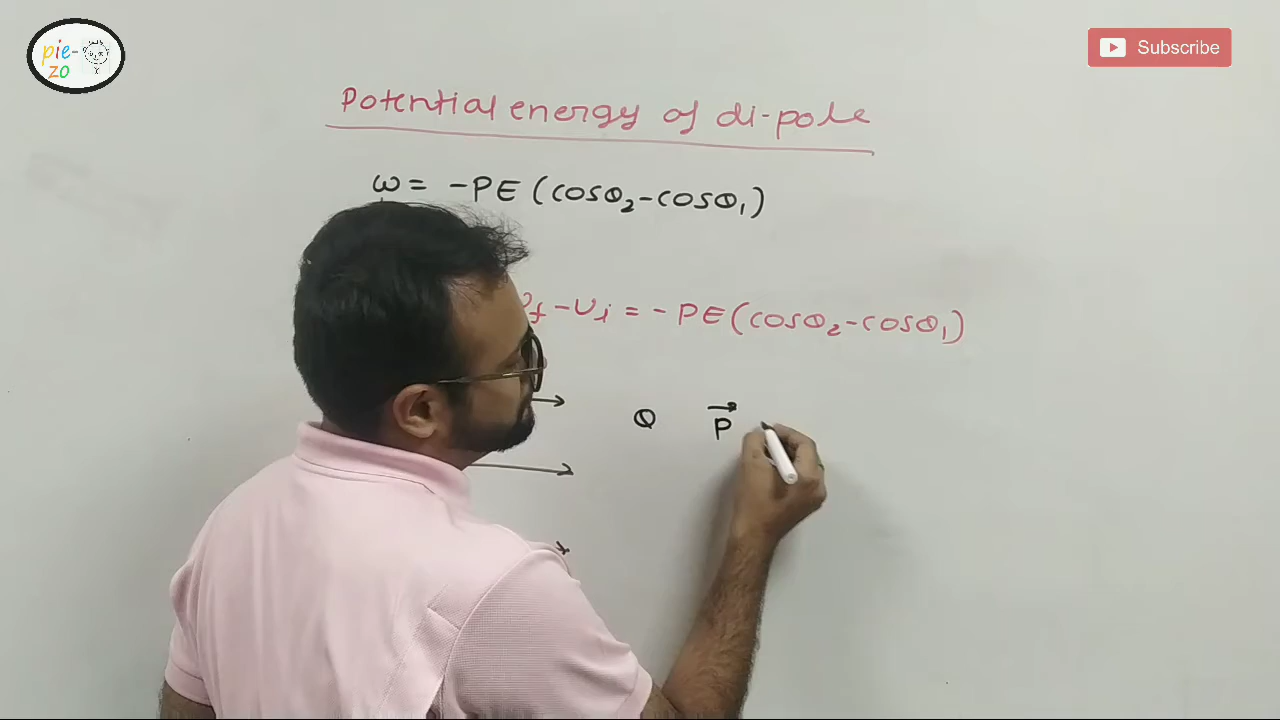 pie-
zo
Subscribe
Potential energy of di-pole
ω = -PE (cosθ₂-cosθ₁)
-Uᵢ = - PE(cosθ₂-cosθ₁)
θ P⃗